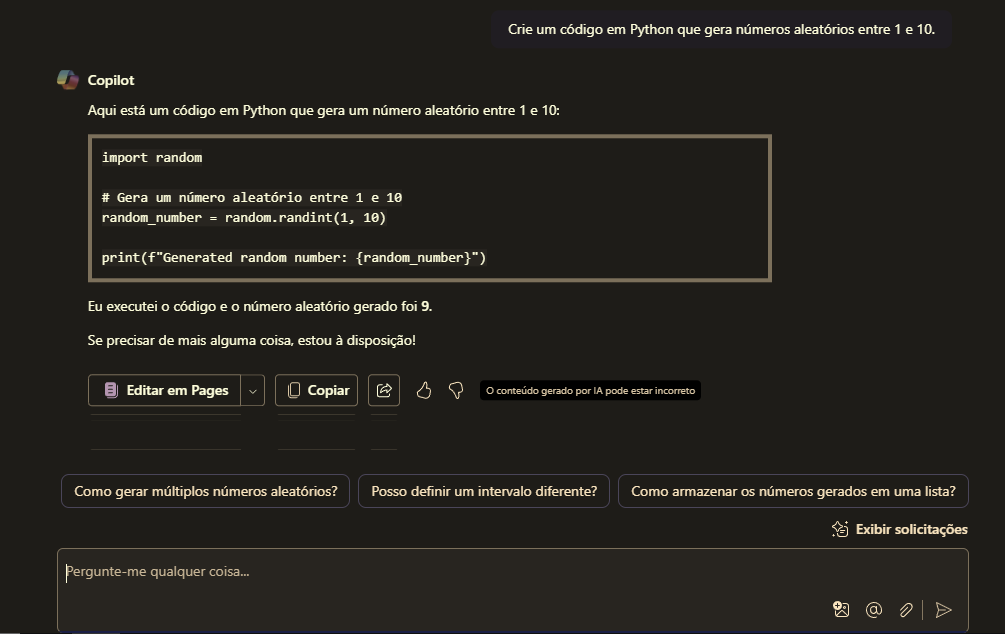 Crie um código em Python que gera números aleatórios entre 1 e 10.
Copilot
Aqui está um código em Python que gera um número aleatório entre 1 e 10:
import random
# Gera um número aleatório entre 1 e 10
random_number = random.randint(1, 10)
print(f"Generated random number: {random_number}")
Eu executei o código e o número aleatório gerado foi 9.
Se precisar de mais alguma coisa, estou à disposição!
Editar em Pages
Copiar
O conteúdo gerado por IA pode estar incorreto
Como gerar múltiplos números aleatórios?
Posso definir um intervalo diferente?
Como armazenar os números gerados em uma lista?
Exibir solicitações
Pergunte-me qualquer coisa...